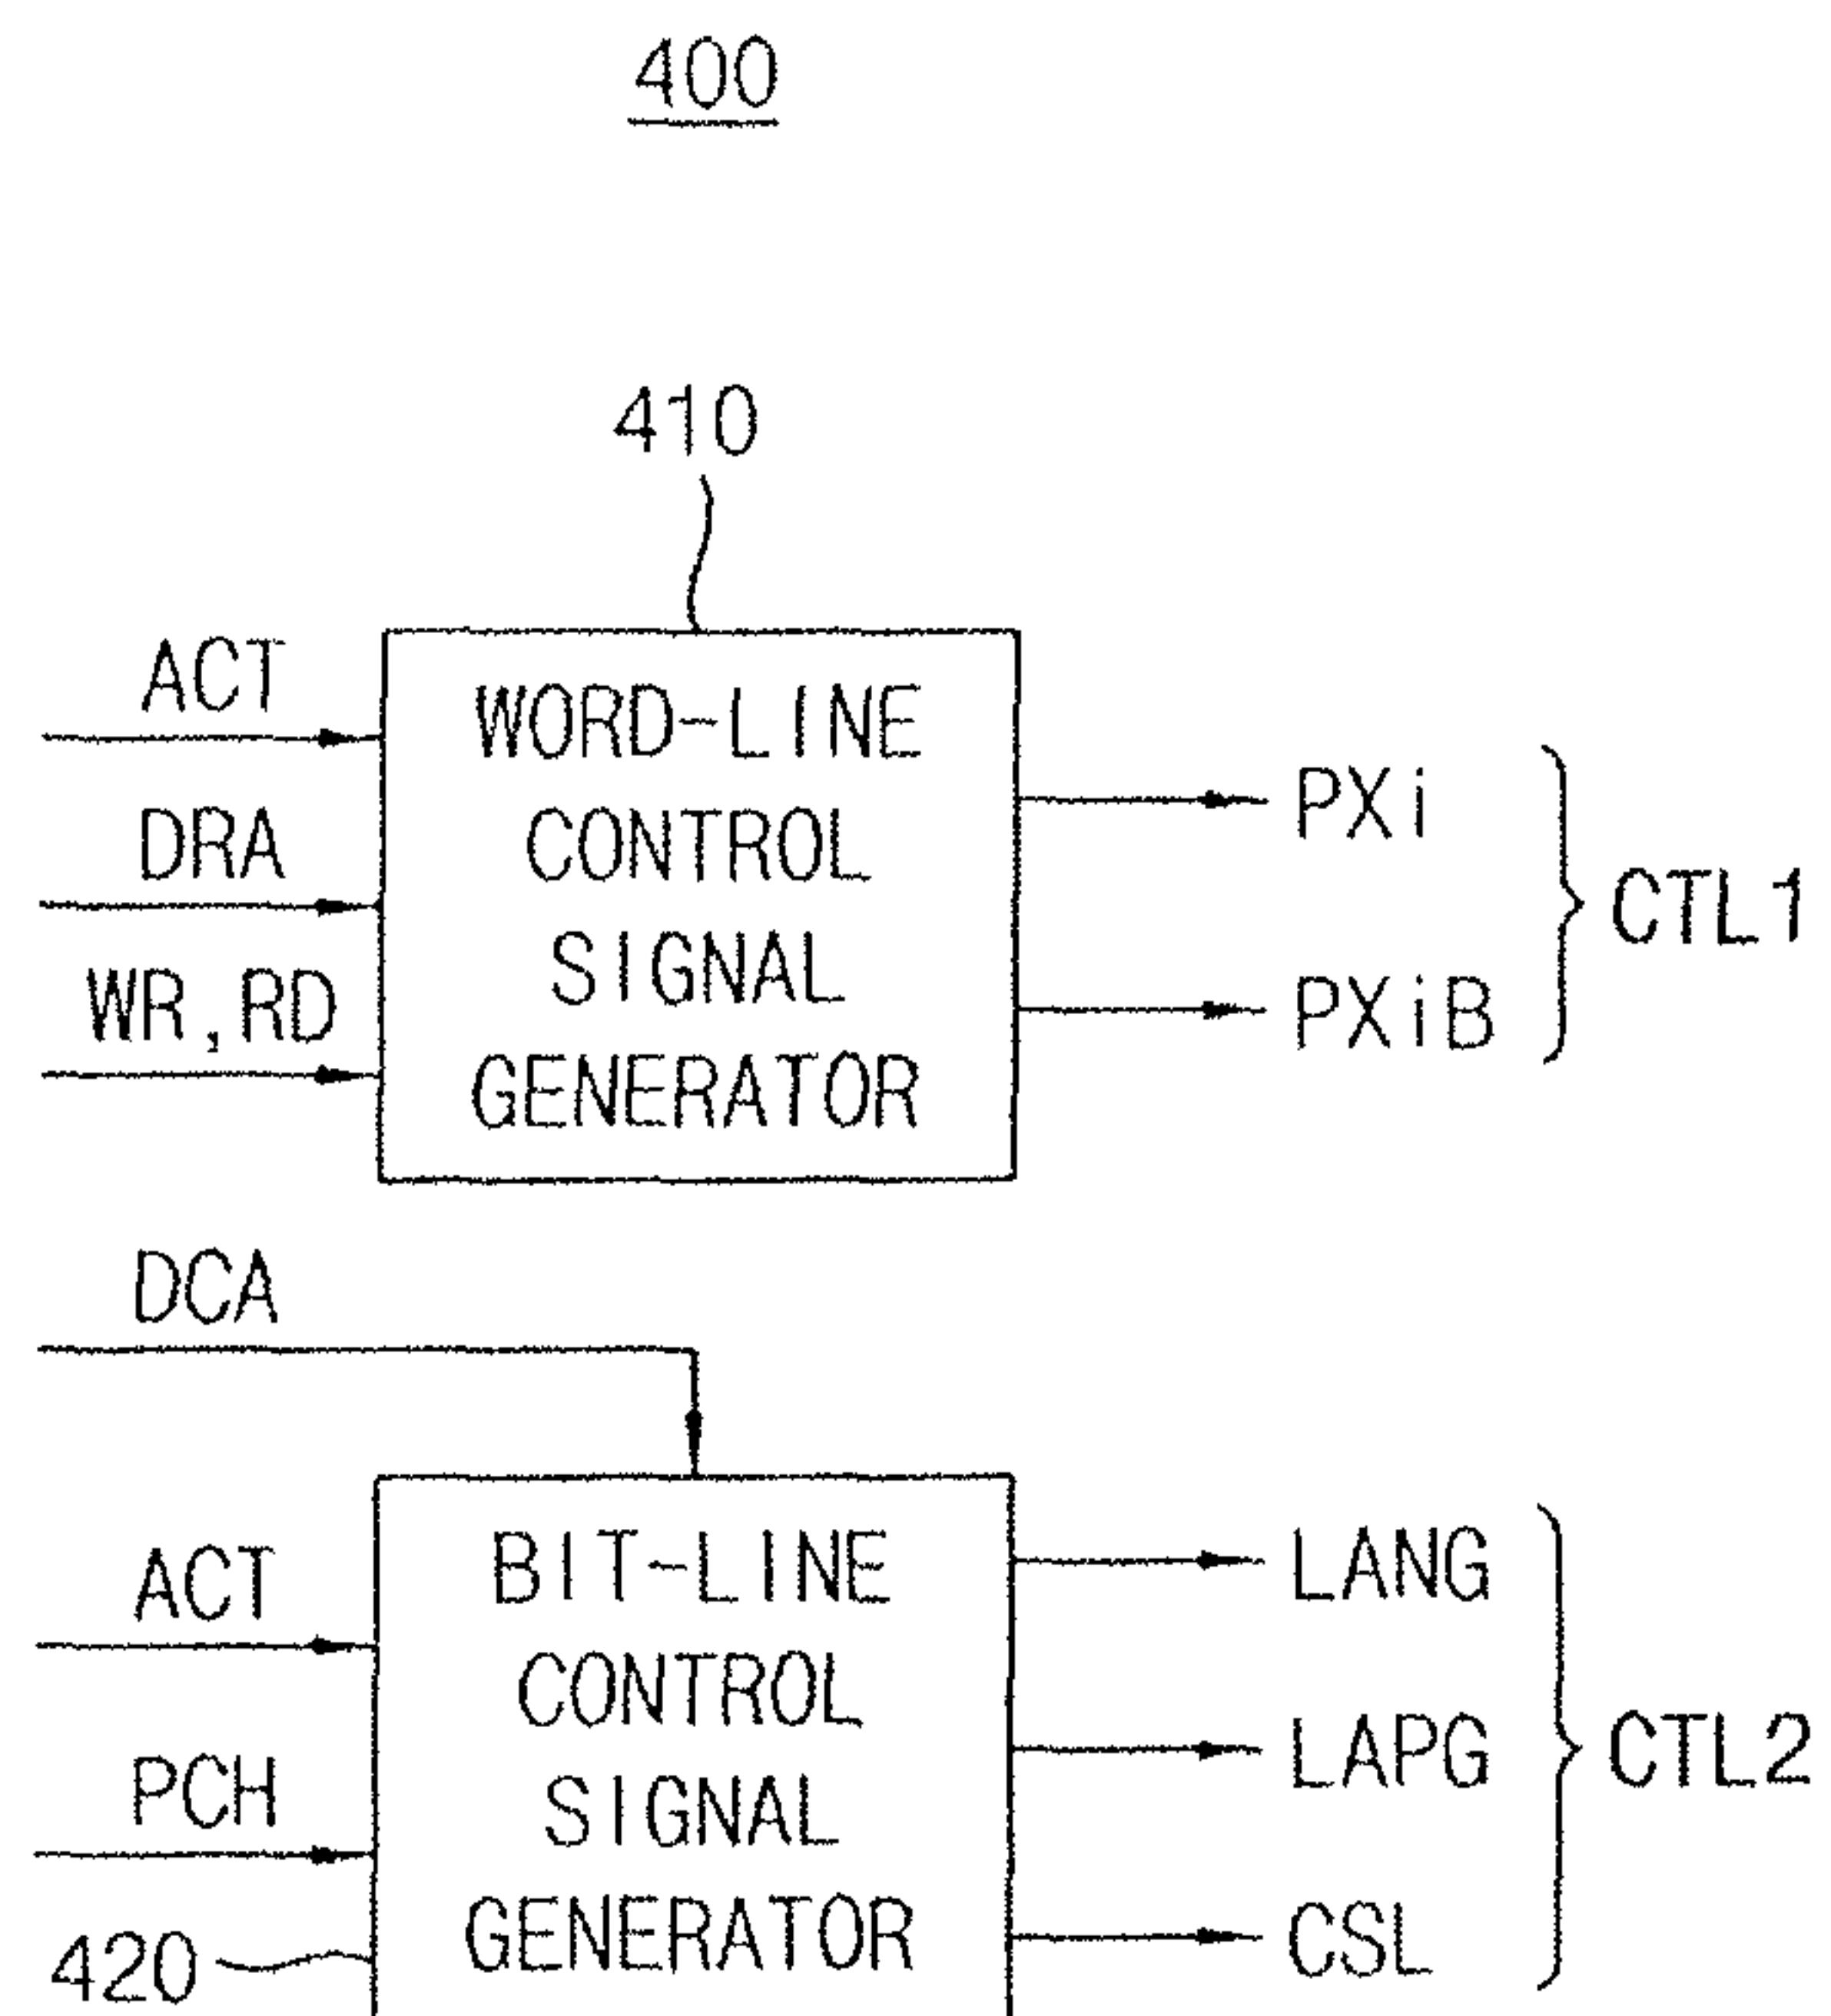 400
410
ACT
DRA
WR,RD
WORD-LINE
CONTROL
SIGNAL
GENERATOR
PXi
PXiB
CTL1
DCA
ACT
PCH
420
BIT-LINE
CONTROL
SIGNAL
GENERATOR
LANG
LAPG
CSL
CTL2